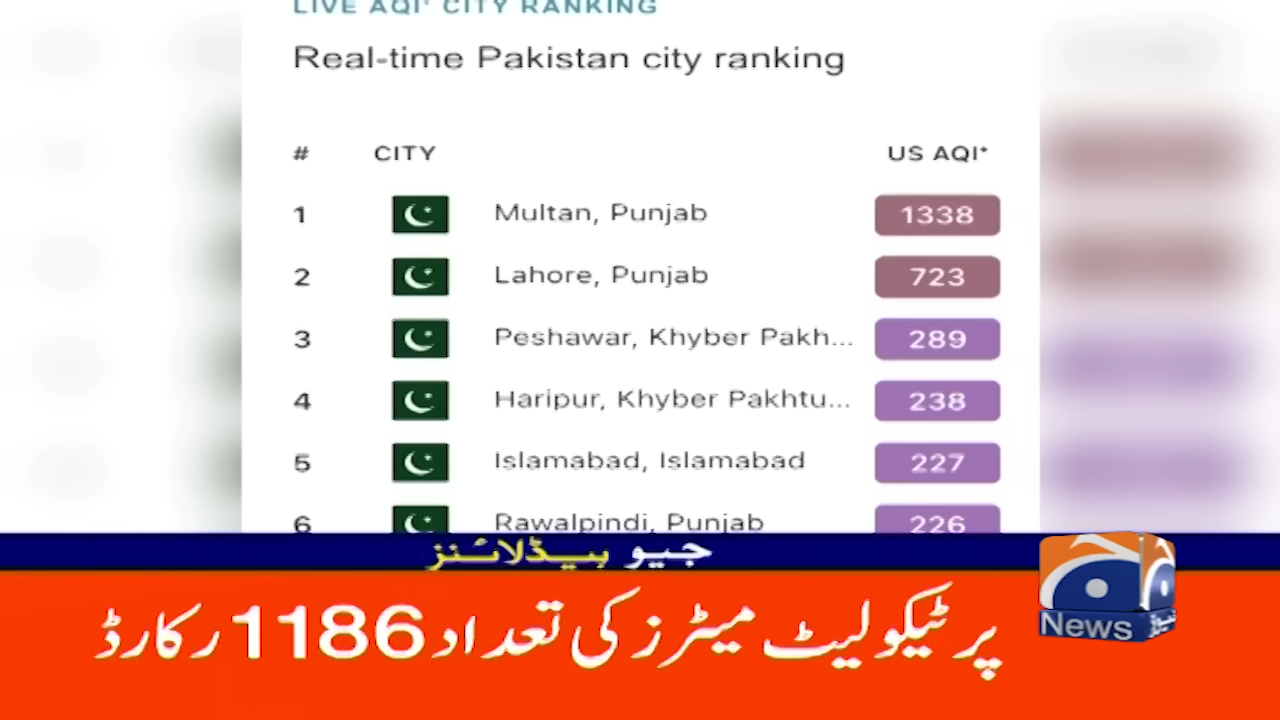 LIVE AQI* CITY RANKING
Real-time Pakistan city ranking
# CITY US AQI*
1 Multan, Punjab 1338
2 Lahore, Punjab 723
3 Peshawar, Khyber Pakh... 289
4 Haripur, Khyber Pakhtu... 238
5 Islamabad, Islamabad 227
6 Rawalpindi, Punjab 226
جیو ہیڈلائنز
پرٹیکولیٹ میٹرز کی تعداد 1186 رکارڈ
News نیوز